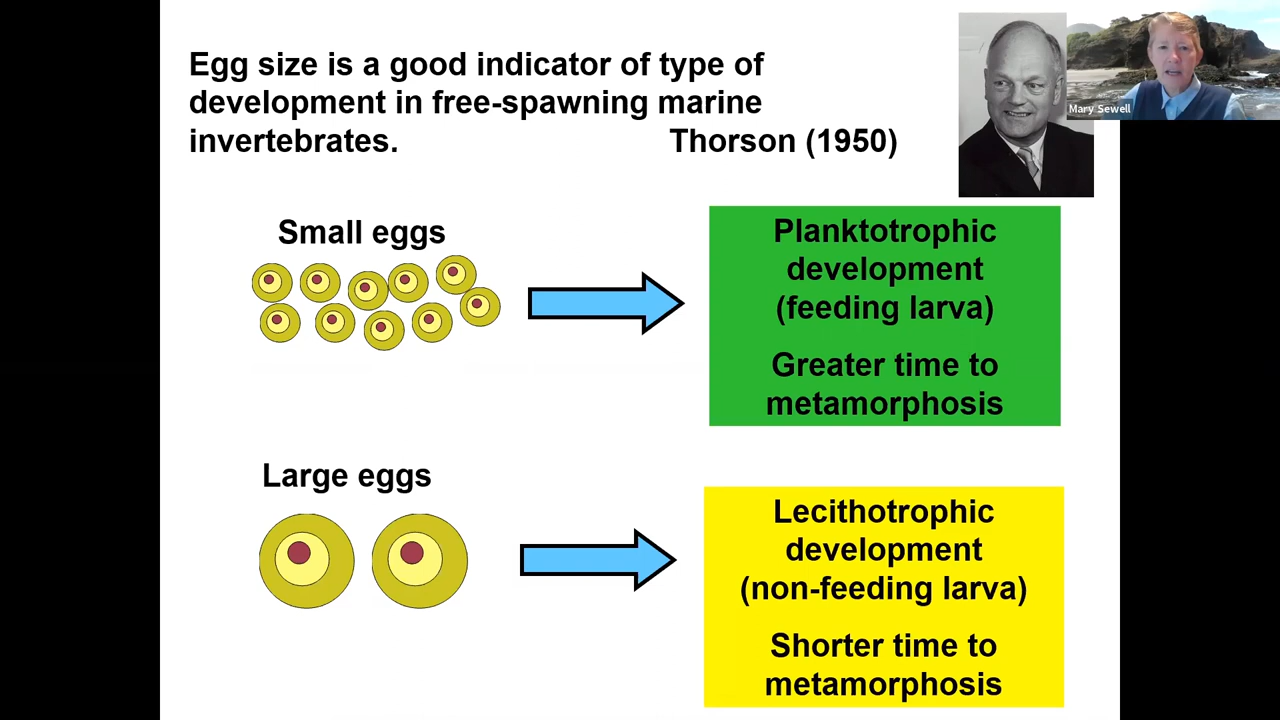 Egg size is a good indicator of type of
development in free-spawning marine
invertebrates. Thorson (1950)
Mary Sewell
Small eggs
Planktotrophic
development
(feeding larva)
Greater time to
metamorphosis
Large eggs
Lecithotrophic
development
(non-feeding larva)
Shorter time to
metamorphosis